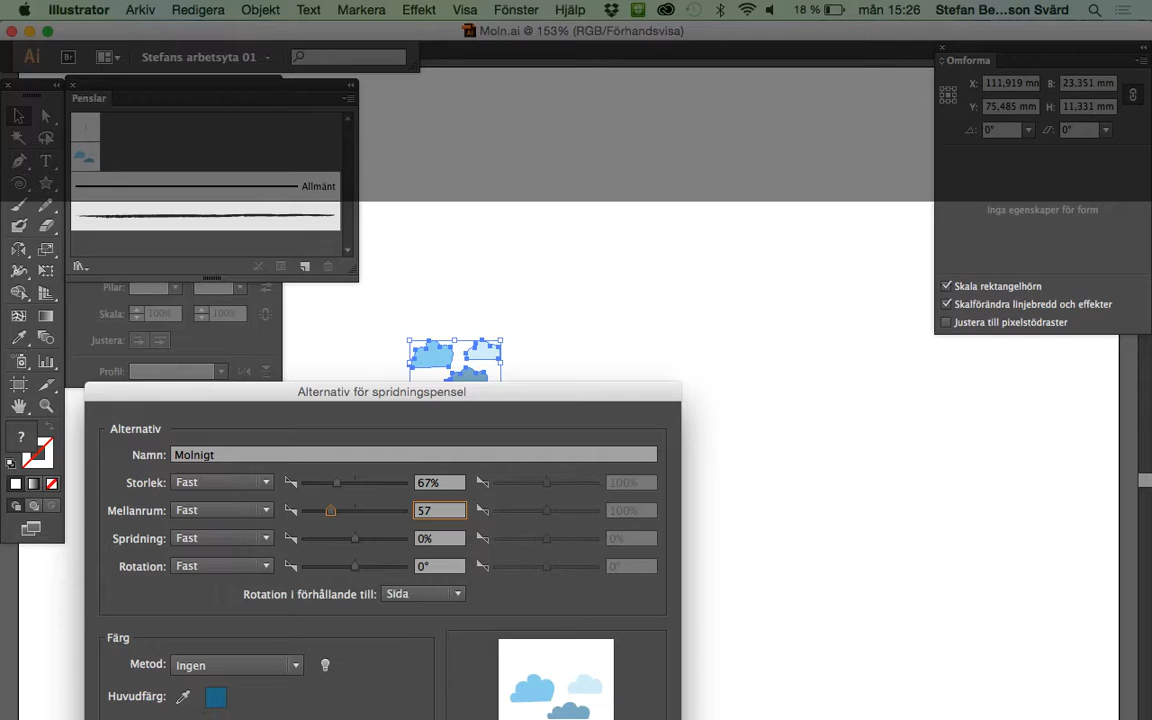 Illustrator Arkiv Redigera Objekt Text Markera Effekt Visa Fönster Hjälp 18 % mån 15:26 Stefan Be...son Svärd
Moln.ai @ 153% (RGB/Förhandsvisa)
Ai Br Stefans arbetsyta 01
Omforma
X: 111,919 mn B: 23,351 mm
Y: 75,485 mm H: 11,331 mm
0° 0°
Inga egenskaper för form
Skala rektangelhörn
Skalförändra linjebredd och effekter
Justera till pixelstödraster
Penslar
Allmänt
Pilar:
Skala: 100% 100%
Justera:
Profil:
?
Alternativ för spridningspensel
Alternativ
Namn: Molnigt
Storlek: Fast 67% 100%
Mellanrum: Fast 57 100%
Spridning: Fast 0% 0%
Rotation: Fast 0° 0°
Rotation i förhållande till: Sida
Färg
Metod: Ingen
Huvudfärg: